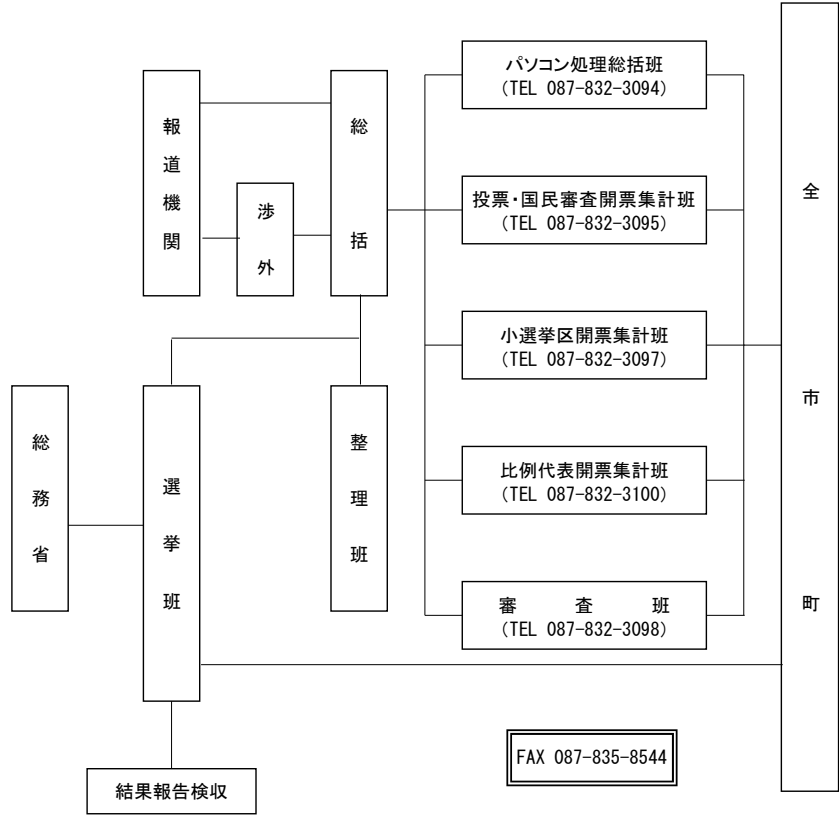 報道機関
渉外
総括
パソコン処理総括班
(TEL 087-832-3094)
投票・国民審査開票集計班
(TEL 087-832-3095)
小選挙区開票集計班
(TEL 087-832-3097)
比例代表開票集計班
(TEL 087-832-3100)
審査班
(TEL 087-832-3098)
全市町
総務省
選挙班
整理班
結果報告検収
FAX 087-835-8544